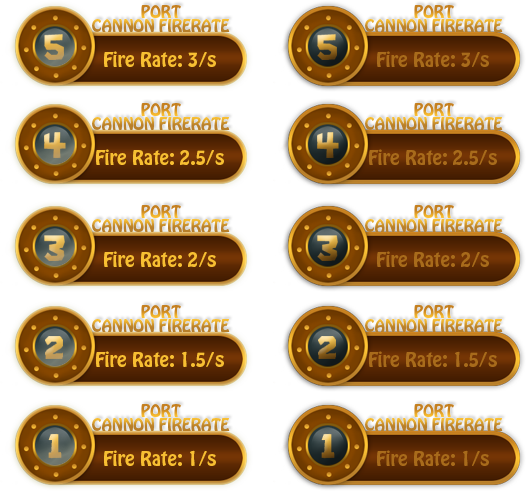 PORT
CANNON FIRERATE
5
Fire Rate: 3/s
PORT
CANNON FIRERATE
5
Fire Rate: 3/s
PORT
CANNON FIRERATE
4
Fire Rate: 2.5/s
PORT
CANNON FIRERATE
4
Fire Rate: 2.5/s
PORT
CANNON FIRERATE
3
Fire Rate: 2/s
PORT
CANNON FIRERATE
3
Fire Rate: 2/s
PORT
CANNON FIRERATE
2
Fire Rate: 1.5/s
PORT
CANNON FIRERATE
2
Fire Rate: 1.5/s
PORT
CANNON FIRERATE
1
Fire Rate: 1/s
PORT
CANNON FIRERATE
1
Fire Rate: 1/s